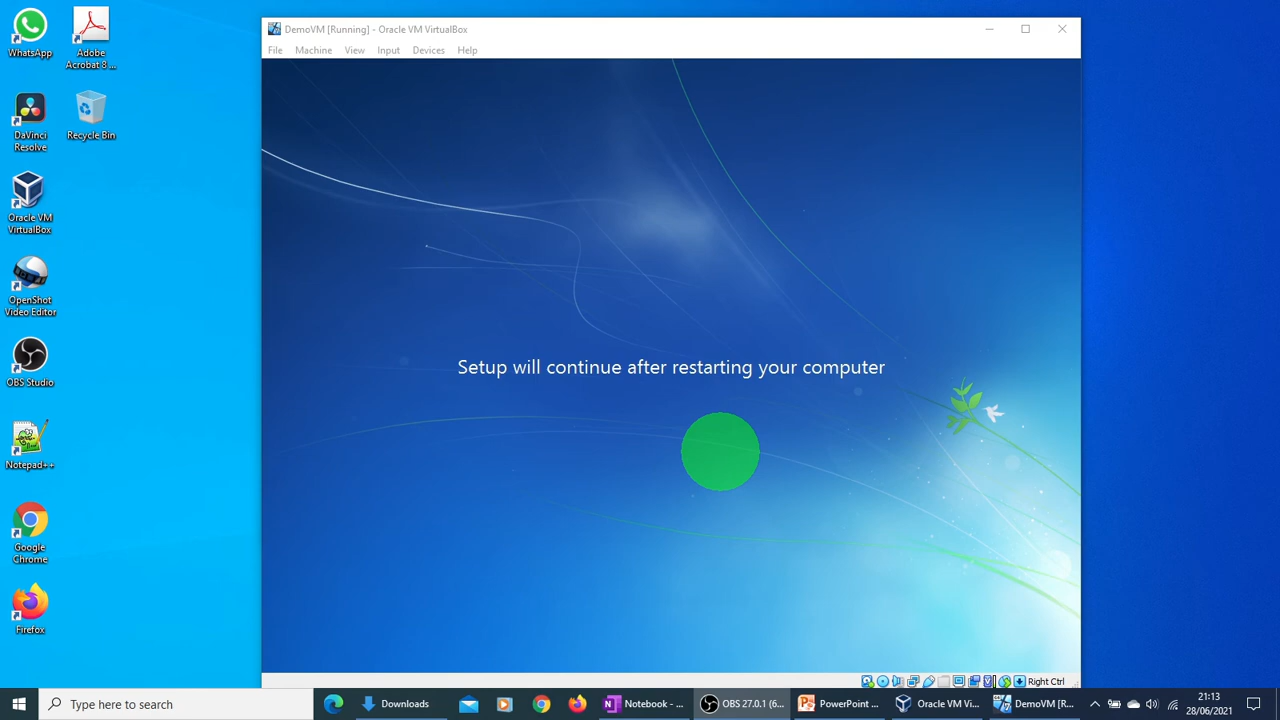 DemoVM [Running] - Oracle VM VirtualBox
File Machine View Input Devices Help
WhatsApp
Adobe
Acrobat 8 ...
DaVinci
Resolve
Recycle Bin
Oracle VM
VirtualBox
OpenShot
Video Editor
OBS Studio
Notepad++
Google
Chrome
Firefox
Setup will continue after restarting your computer
Right Ctrl
Type here to search
Downloads
Notebook - ...
OBS 27.0.1 (6...
PowerPoint ...
Oracle VM Vi...
DemoVM [R...
21:13
28/06/2021